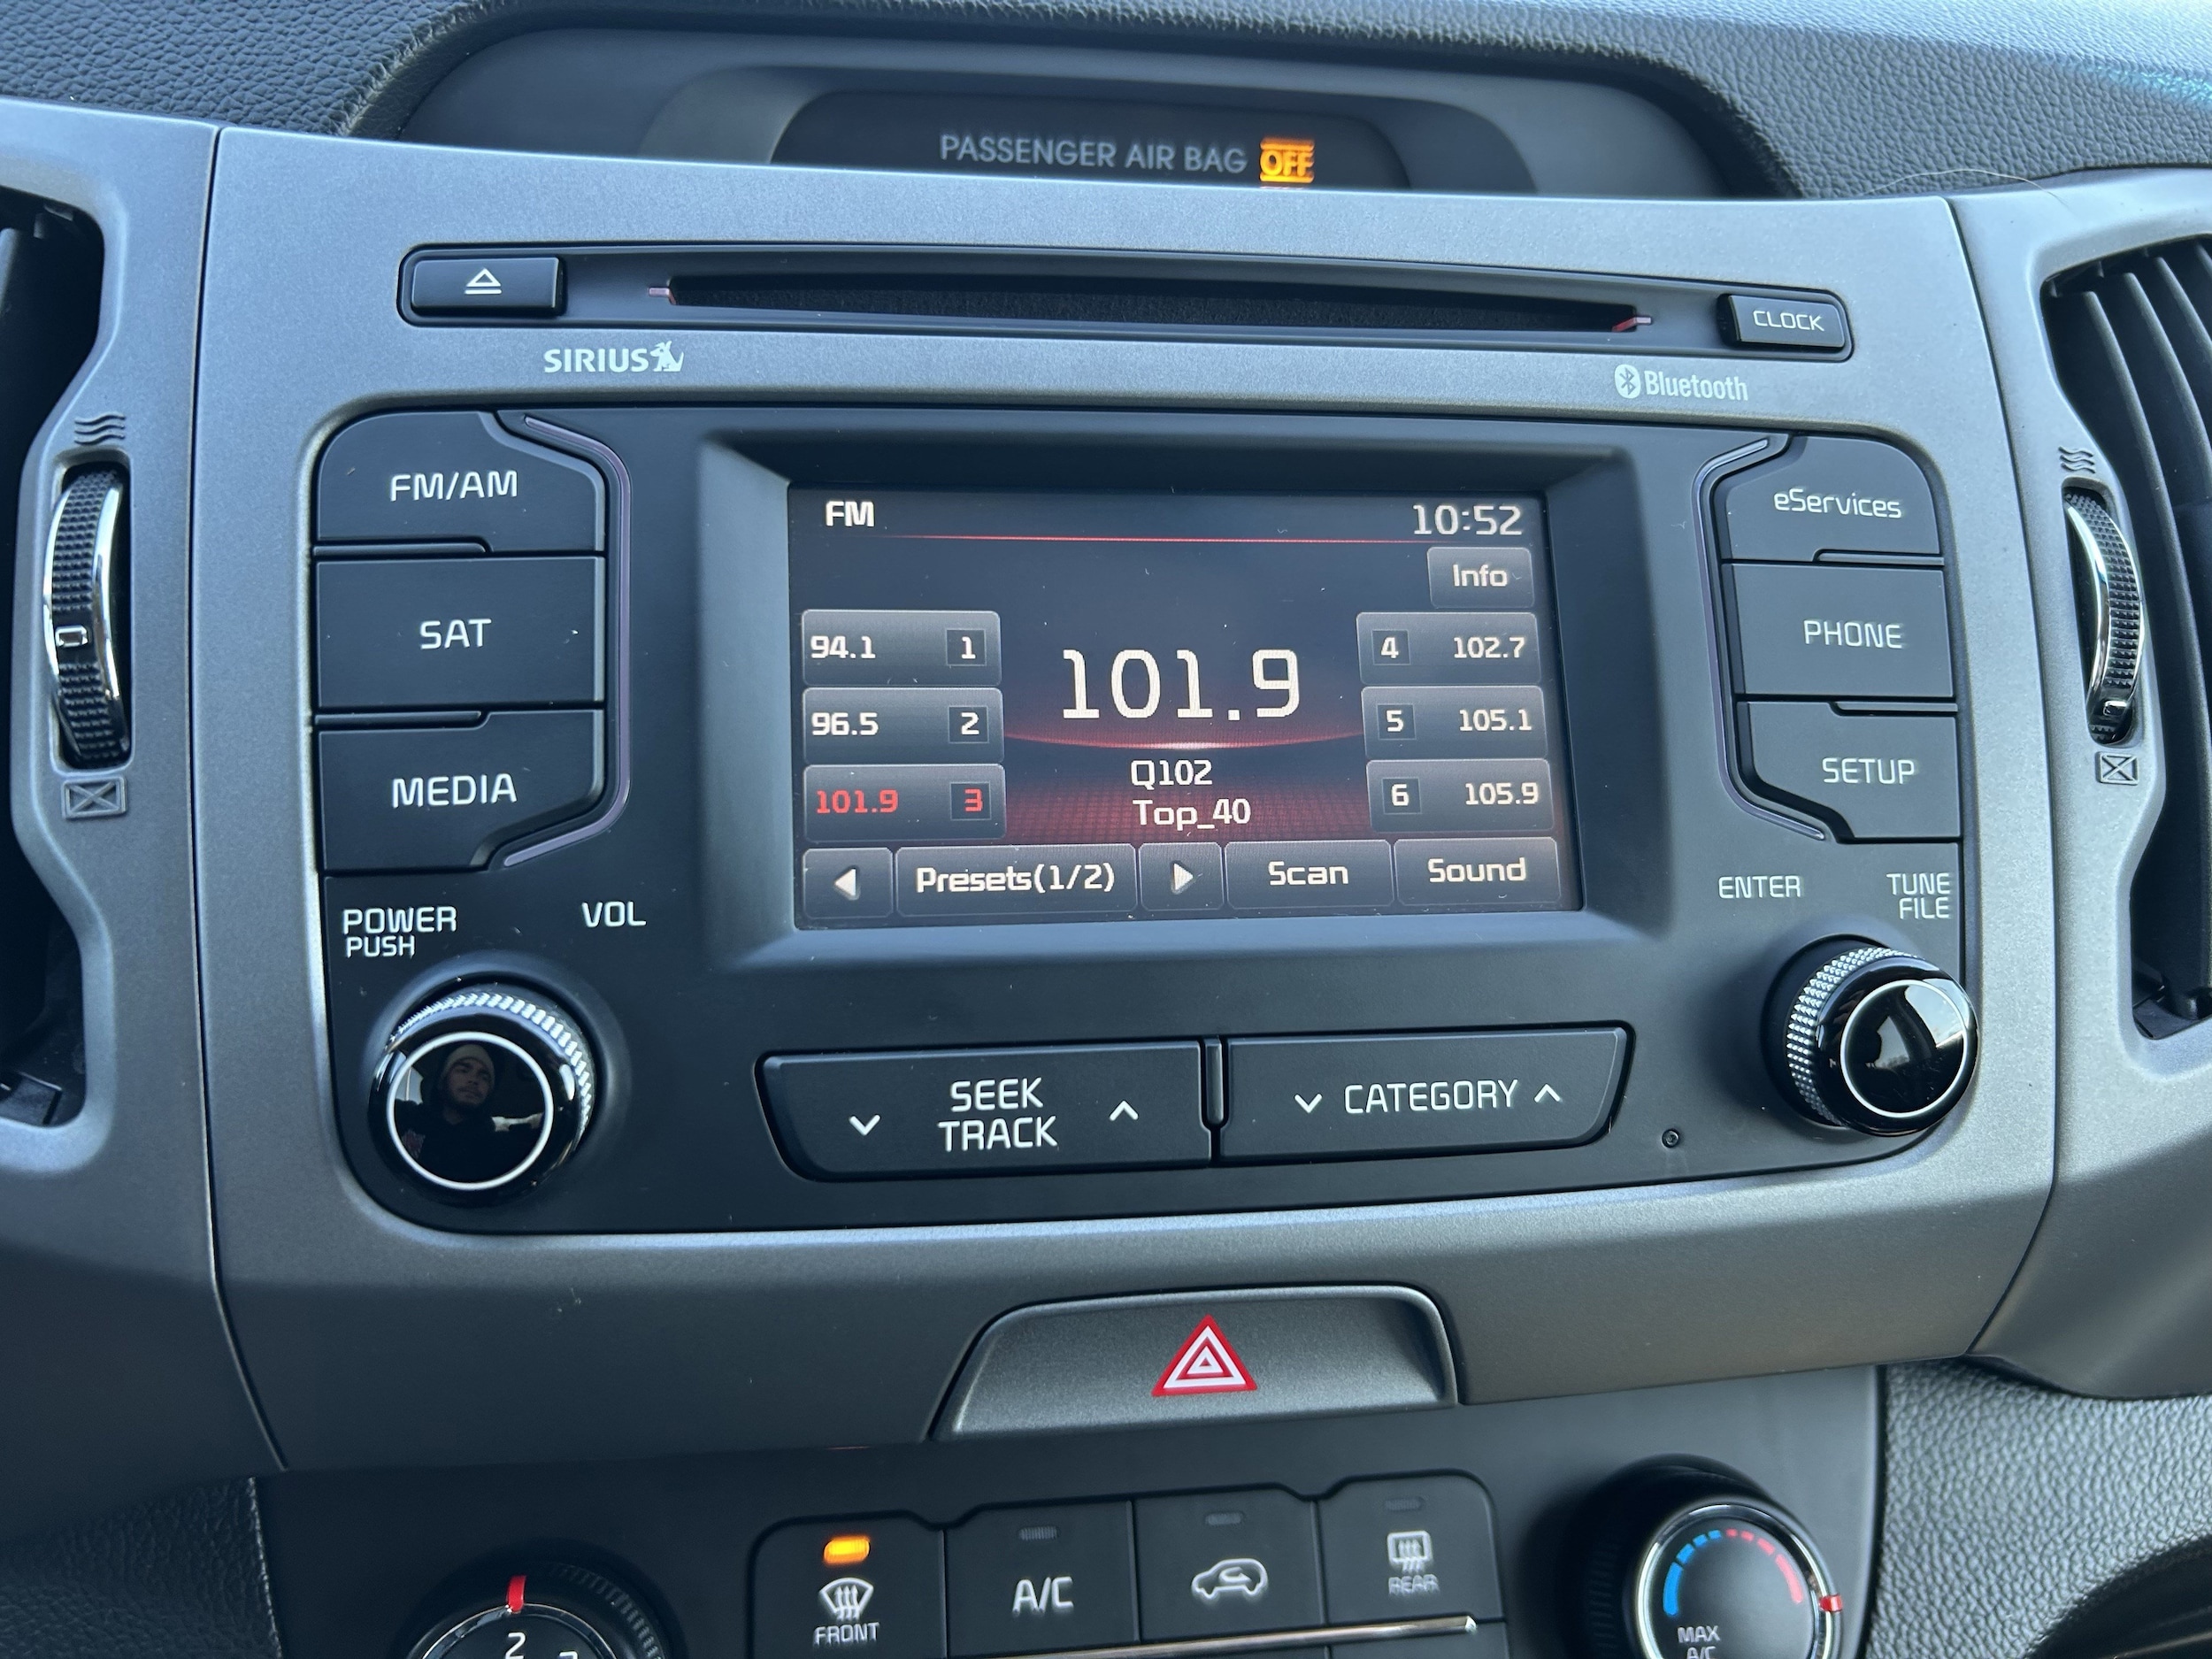 PASSENGER AIR BAG OFF
CLOCK
SIRIUS
Bluetooth
FM/AM
SAT
MEDIA
POWER
PUSH
VOL
FM
10:52
Info
94.1 1
96.5 2
101.9 3
101.9
Q102
Top_40
4 102.7
5 105.1
6 105.9
Presets(1/2)
Scan
Sound
eServices
PHONE
SETUP
ENTER
TUNE
FILE
SEEK
TRACK
CATEGORY
FRONT
A/C
REAR
2
MAX
A/C